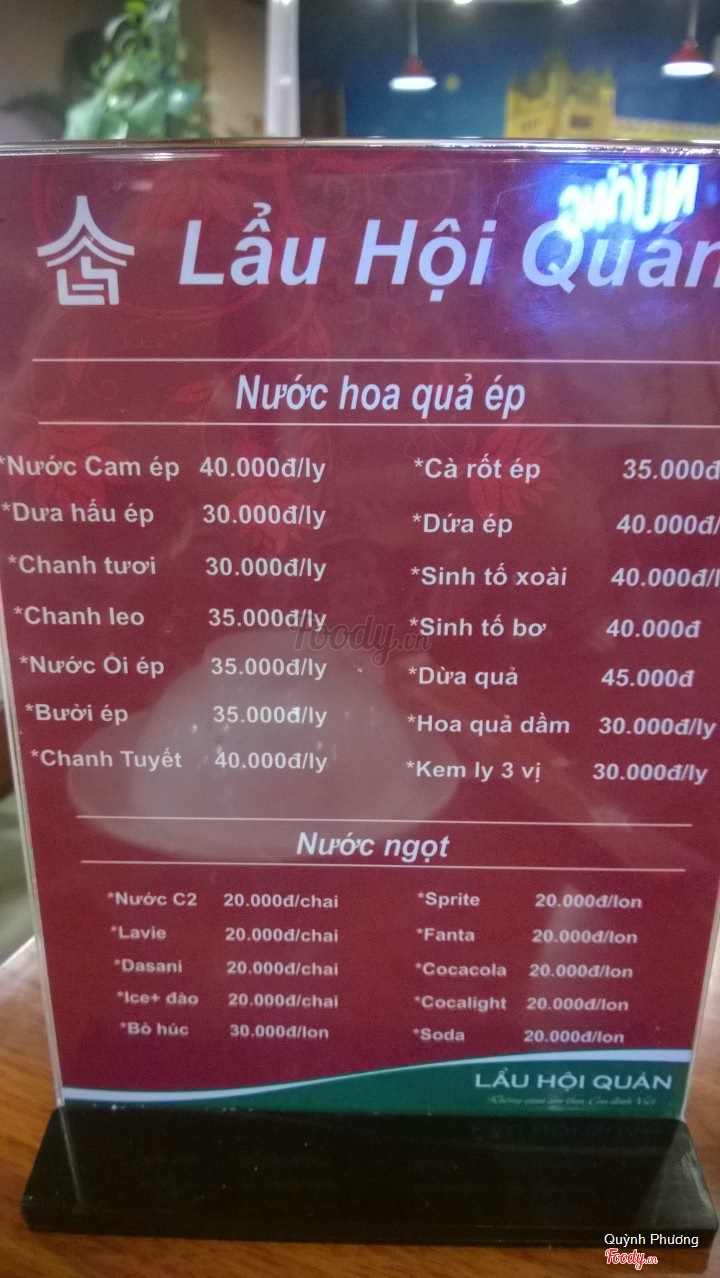 NƯỚNG
Lẩu Hội Quán
Nước hoa quả ép
*Nước Cam ép 40.000đ/ly
*Cà rốt ép 35.000đ
*Dưa hấu ép 30.000đ/ly
*Dứa ép 40.000đ/
*Chanh tươi 30.000đ/ly
*Sinh tố xoài 40.000đ/l
*Chanh leo 35.000đ/ly
*Sinh tố bơ 40.000đ
*Nước Ổi ép 35.000đ/ly
*Dừa quả 45.000đ
*Bưởi ép 35.000đ/ly
*Hoa quả dầm 30.000đ/ly
*Chanh Tuyết 40.000đ/ly
*Kem ly 3 vị 30.000đ/ly
foody.vn
Nước ngọt
*Nước C2 20.000đ/chai
*Sprite 20.000đ/lon
*Lavie 20.000đ/chai
*Fanta 20.000đ/lon
*Dasani 20.000đ/chai
*Cocacola 20.000đ/lon
*Ice+ đào 20.000đ/chai
*Cocalight 20.000đ/lon
*Bò húc 30.000đ/lon
*Soda 20.000đ/lon
LẨU HỘI QUÁN
Quỳnh Phương
foody.vn